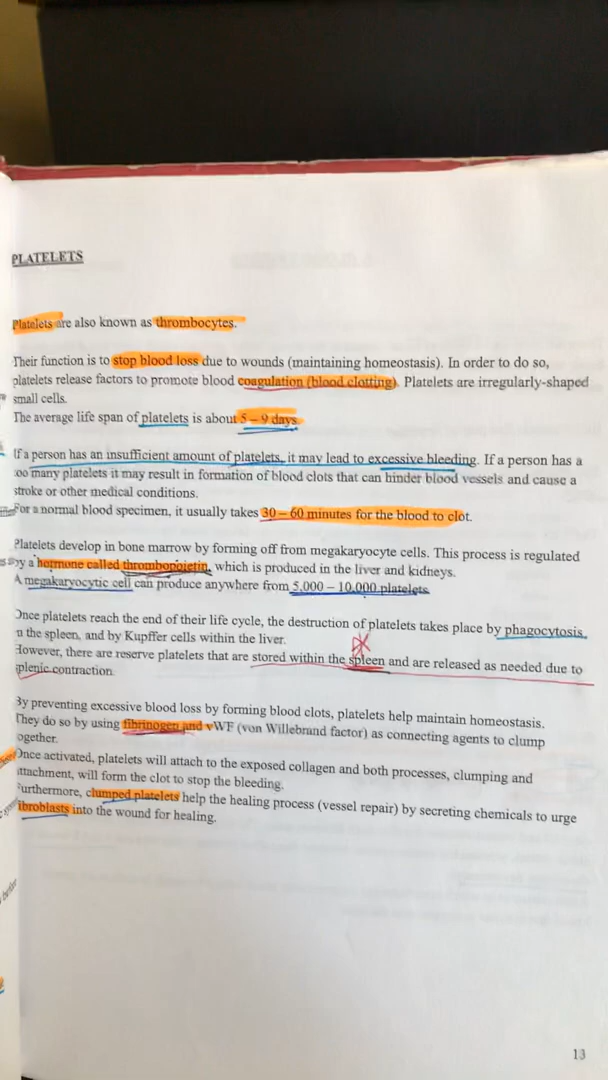 PLATELETS
Platelets are also known as thrombocytes.
Their function is to stop blood loss due to wounds (maintaining homeostasis). In order to do so,
platelets release factors to promote blood coagulation (blood clotting). Platelets are irregularly-shaped
small cells.
The average life span of platelets is about 5 – 9 days.
If a person has an insufficient amount of platelets, it may lead to excessive bleeding. If a person has a
too many platelets it may result in formation of blood clots that can hinder blood vessels and cause a
stroke or other medical conditions.
For a normal blood specimen, it usually takes 30 – 60 minutes for the blood to clot.
Platelets develop in bone marrow by forming off from megakaryocyte cells. This process is regulated
by a hormone called thrombopoietin, which is produced in the liver and kidneys.
A megakaryocytic cell can produce anywhere from 5,000 – 10,000 platelets.
Once platelets reach the end of their life cycle, the destruction of platelets takes place by phagocytosis,
in the spleen, and by Kupffer cells within the liver.
However, there are reserve platelets that are stored within the spleen and are released as needed due to
splenic contraction.
By preventing excessive blood loss by forming blood clots, platelets help maintain homeostasis.
They do so by using fibrinogen and vWF (von Willebrand factor) as connecting agents to clump
together.
Once activated, platelets will attach to the exposed collagen and both processes, clumping and
attachment, will form the clot to stop the bleeding.
Furthermore, clumped platelets help the healing process (vessel repair) by secreting chemicals to urge
fibroblasts into the wound for healing.
before
13